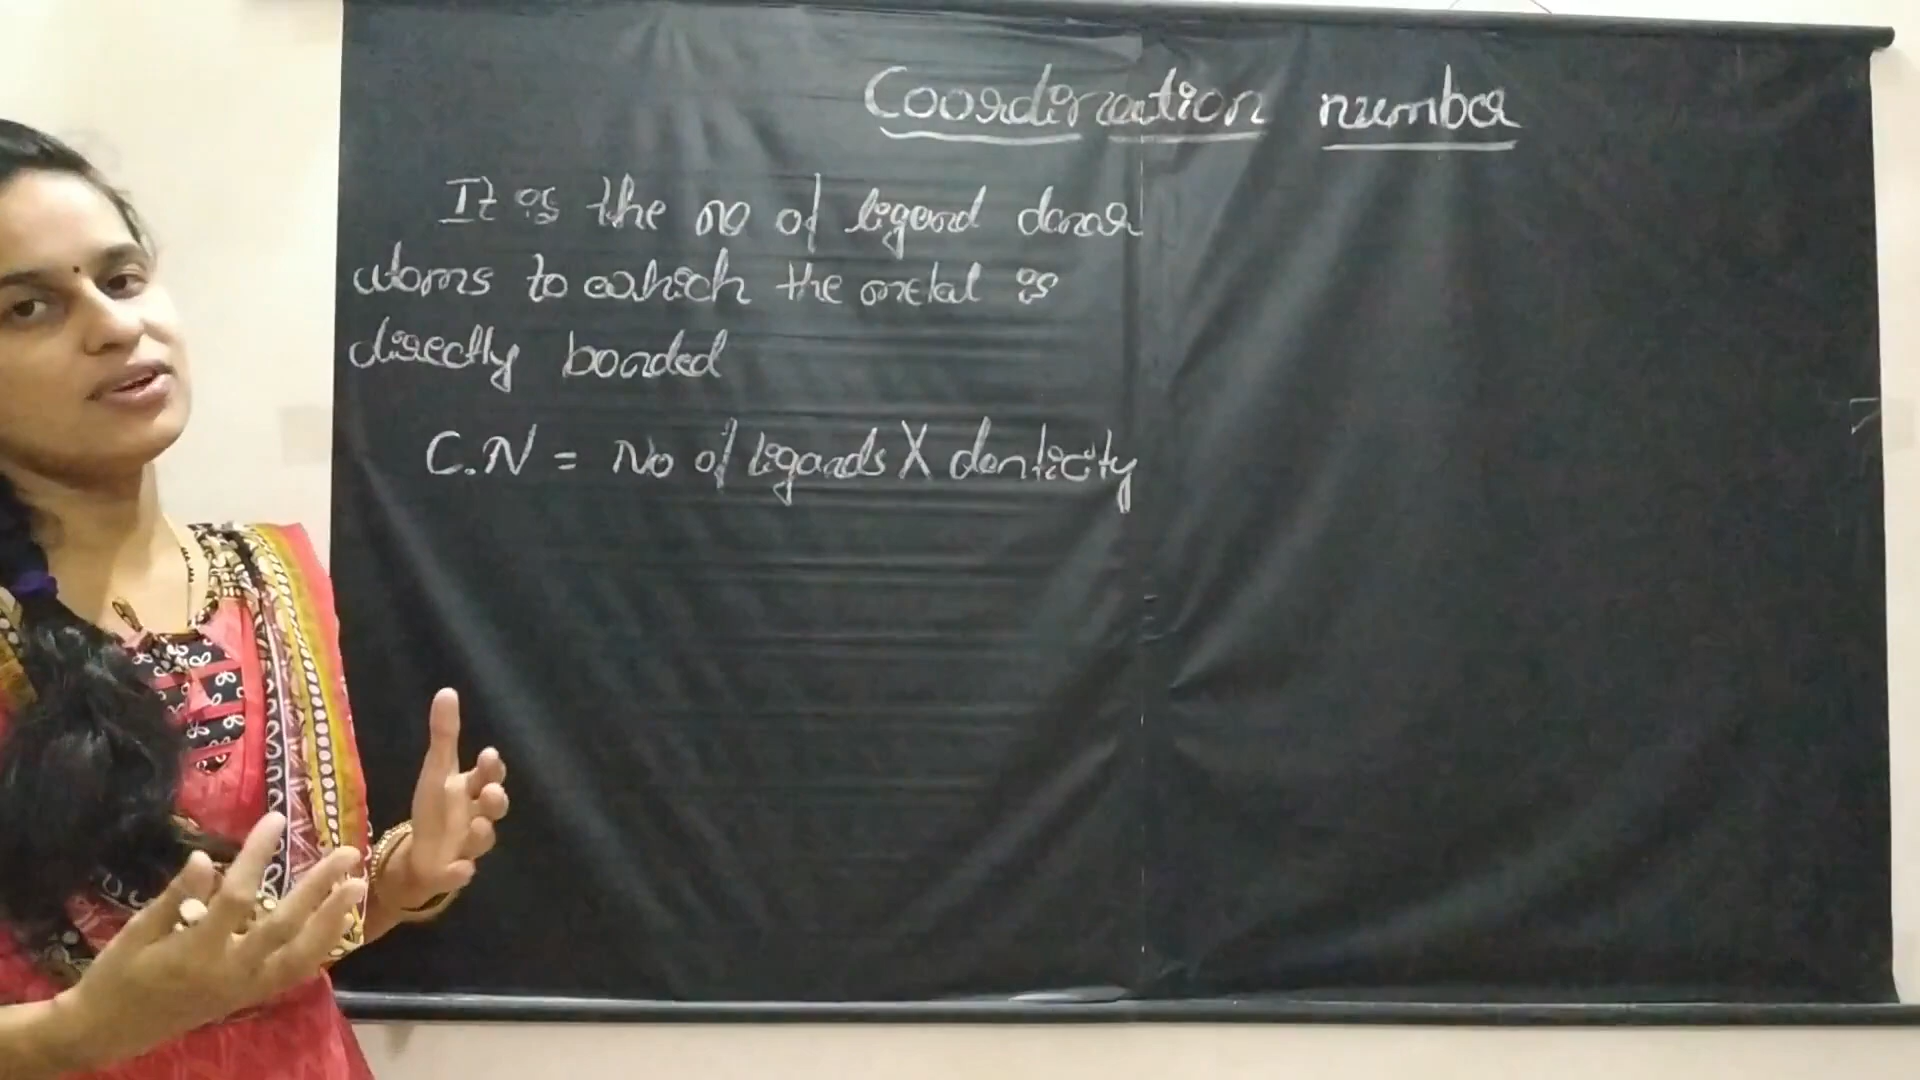 Coordination number
It is the no of ligand donor
atoms to which the metal is
directly bonded
C.N = No of ligands X denticity